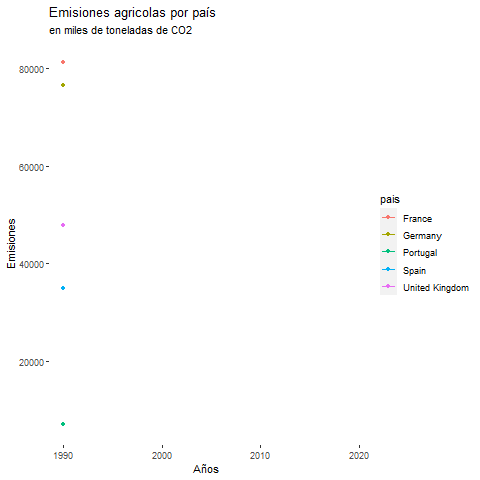 Emisiones agricolas por país
en miles de toneladas de CO2
80000
60000
40000
20000
Emisiones
1990
2000
2010
2020
Años
pais
France
Germany
Portugal
Spain
United Kingdom